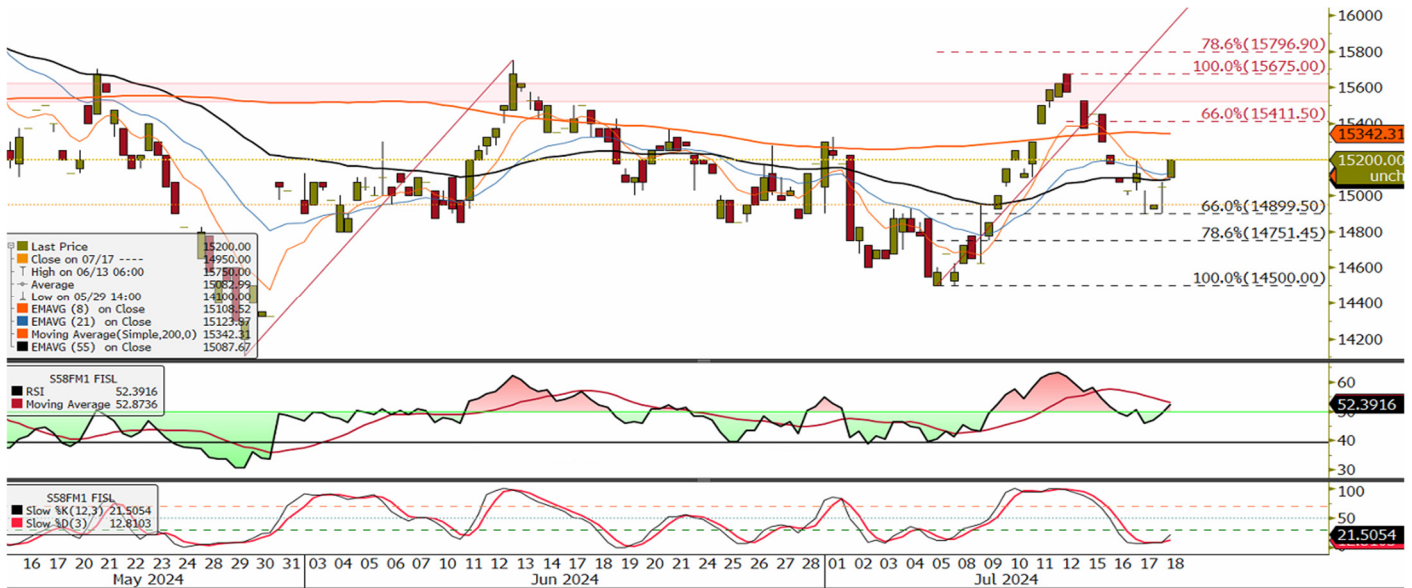 16000
15800
15600
15400
15342.31
15200.00
unch
15000
14800
14600
14400
14200
78.6%(15796.90)
100.0%(15675.00)
66.0%(15411.50)
66.0%(14899.50)
78.6%(14751.45)
100.0%(14500.00)
Last Price 15200.00
Close on 07/17 ---- 14950.00
High on 06/13 06:00 15750.00
Average 15082.99
Low on 05/29 14:00 14100.00
EMAVG (8) on Close 15108.52
EMAVG (21) on Close 15123.87
Moving Average(Simple,200,0) 15342.31
EMAVG (55) on Close 15087.67
S58FM1 FISL
RSI 52.3916
Moving Average 52.8736
60
52.3916
40
30
S58FM1 FISL
Slow %K(12,3) 21.5054
Slow %D(3) 12.8103
100
50
21.5054
16 17 20 21 22 23 24 28 29 30 31 03 04 05 06 07 10 11 12 13 14 17 18 19 20 21 24 25 26 27 28 01 02 03 04 05 08 09 10 11 12 15 16 17 18
May 2024 Jun 2024 Jul 2024